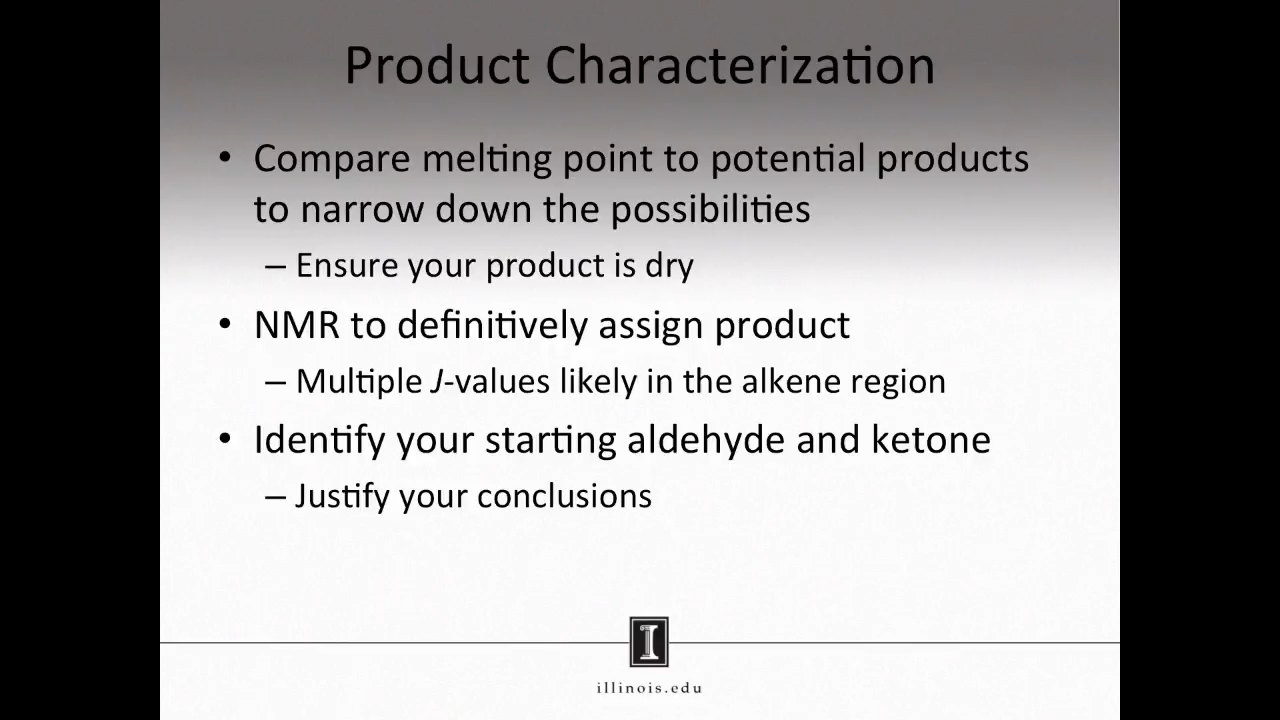 Product Characterization
• Compare melting point to potential products
to narrow down the possibilities
– Ensure your product is dry
• NMR to definitively assign product
– Multiple J-values likely in the alkene region
• Identify your starting aldehyde and ketone
– Justify your conclusions
I
illinois.edu